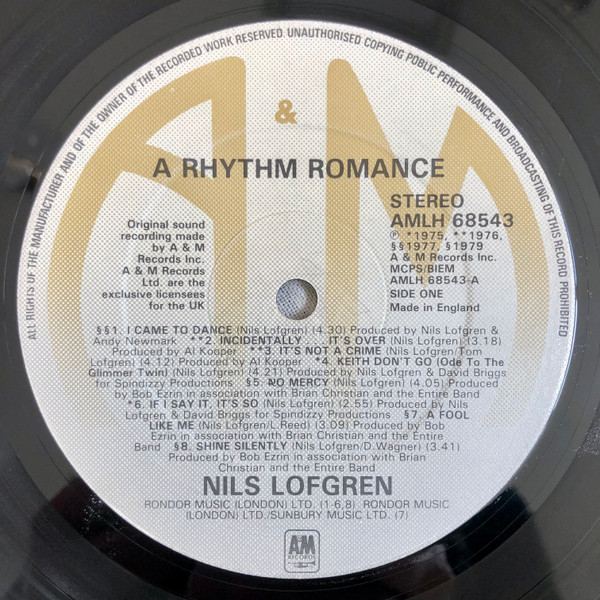 ALL RIGHTS OF THE MANUFACTURER AND OF THE OWNER OF THE RECORDED WORK RESERVED. UNAUTHORISED COPYING PUBLIC PERFORMANCE AND BROADCASTING OF THIS RECORD PROHIBITED
&
A RHYTHM ROMANCE
Original sound
recording made
by A & M
Records Inc.
A & M Records
Ltd. are the
exclusive licensees
for the UK
STEREO
AMLH 68543
℗ *1975, **1976,
§§1977, §1979
A & M Records Inc.
MCPS/BIEM
AMLH 68543-A
SIDE ONE
Made in England
§§1. I CAME TO DANCE (Nils Lofgren) (4.30) Produced by Nils Lofgren &
Andy Newmark **2. INCIDENTALLY . . . IT'S OVER (Nils Lofgren) (3.18)
Produced by Al Kooper **3. IT'S NOT A CRIME (Nils Lofgren/Tom
Lofgren) (4.12) Produced by Al Kooper *4. KEITH DON'T GO (Ode To The
Glimmer Twin) (Nils Lofgren) (4.21) Produced by Nils Lofgren & David Briggs
for Spindizzy Productions §5. NO MERCY (Nils Lofgren) (4.05) Produced
by Bob Ezrin in association with Brian Christian and the Entire Band
*6. IF I SAY IT, IT'S SO (Nils Lofgren) (2.55) Produced by Nils
Lofgren & David Briggs for Spindizzy Productions §7. A FOOL
LIKE ME (Nils Lofgren/L.Reed) (3.09) Produced by Bob
Ezrin in association with Brian Christian and the Entire
Band §8. SHINE SILENTLY (Nils Lofgren/D.Wagner) (3.41)
Produced by Bob Ezrin in association with Brian
Christian and the Entire Band
NILS LOFGREN
RONDOR MUSIC (LONDON) LTD. (1-6,8) RONDOR MUSIC
(LONDON) LTD./SUNBURY MUSIC LTD. (7)
A&M
RECORDS